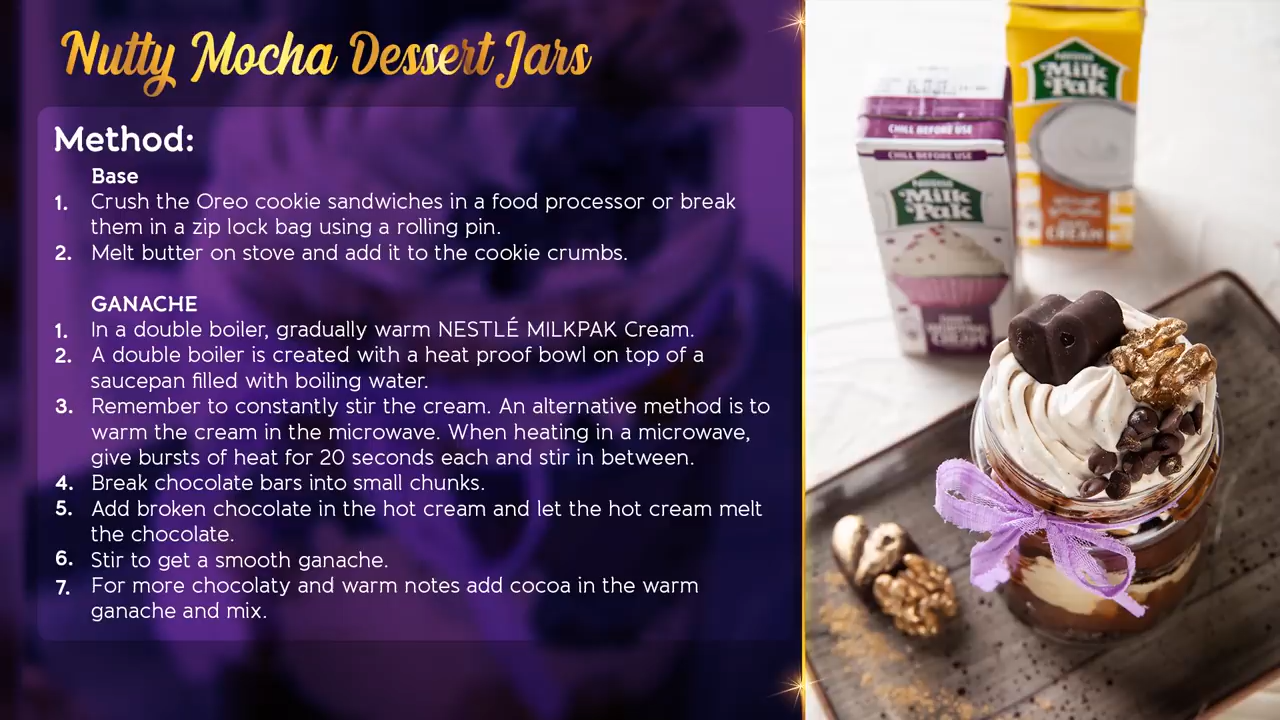 Nutty Mocha Dessert Jars
Method:
Base
1. Crush the Oreo cookie sandwiches in a food processor or break
them in a zip lock bag using a rolling pin.
2. Melt butter on stove and add it to the cookie crumbs.
GANACHE
1. In a double boiler, gradually warm NESTLÉ MILKPAK Cream.
2. A double boiler is created with a heat proof bowl on top of a
saucepan filled with boiling water.
3. Remember to constantly stir the cream. An alternative method is to
warm the cream in the microwave. When heating in a microwave,
give bursts of heat for 20 seconds each and stir in between.
4. Break chocolate bars into small chunks.
5. Add broken chocolate in the hot cream and let the hot cream melt
the chocolate.
6. Stir to get a smooth ganache.
7. For more chocolaty and warm notes add cocoa in the warm
ganache and mix.
Nestlé
Milk
Pak
CREAM
CHILL BEFORE USE
CHILL BEFORE USE
Nestlé
Milk
Pak